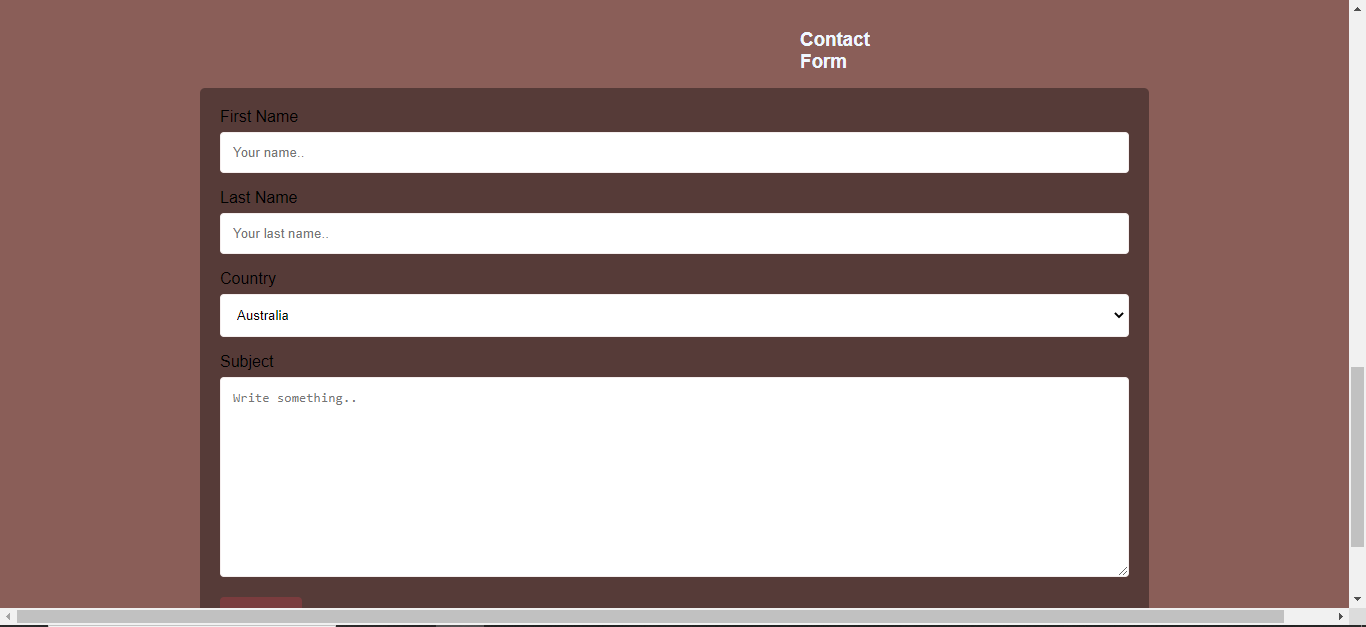 Contact
Form
First Name
Your name..
Last Name
Your last name..
Country
Australia
Subject
Write something..